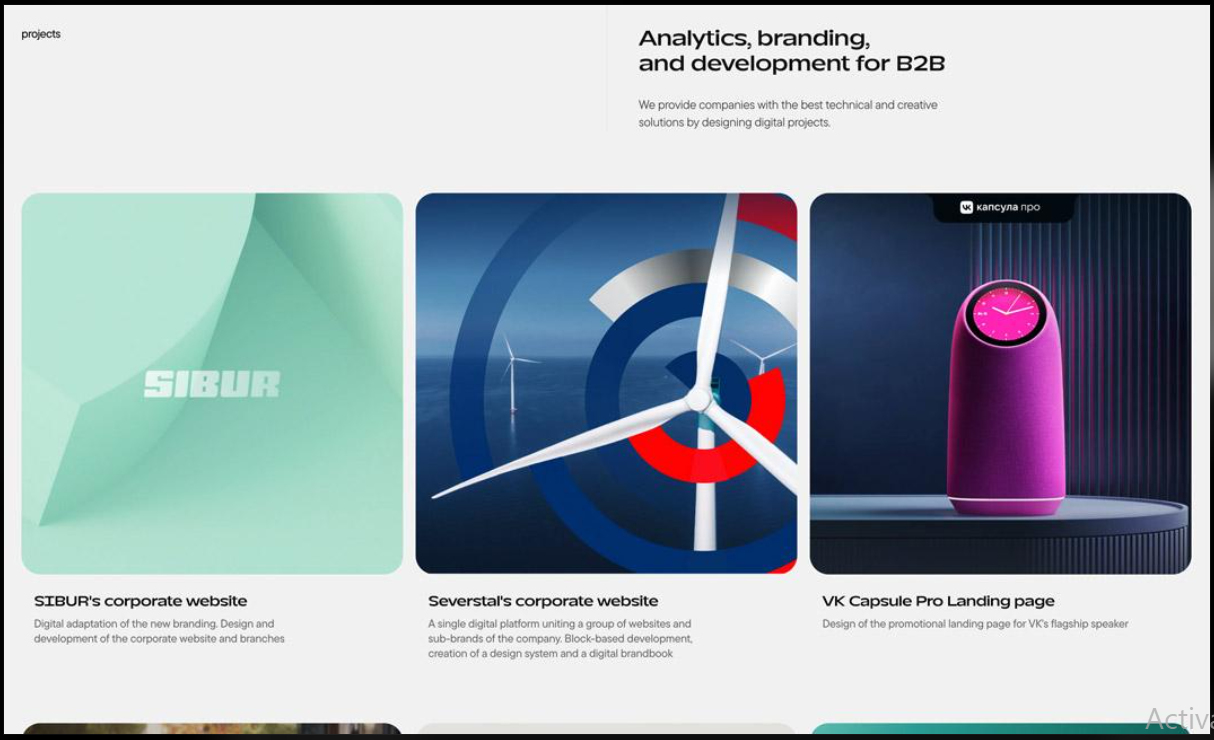 projects
Analytics, branding,
and development for B2B
We provide companies with the best technical and creative
solutions by designing digital projects.
капсула про
SIBUR
SIBUR's corporate website
Digital adaptation of the new branding. Design and
development of the corporate website and branches
Severstal's corporate website
A single digital platform uniting a group of websites and
sub-brands of the company. Block-based development,
creation of a design system and a digital brandbook
VK Capsule Pro Landing page
Design of the promotional landing page for VK's flagship speaker
Activa